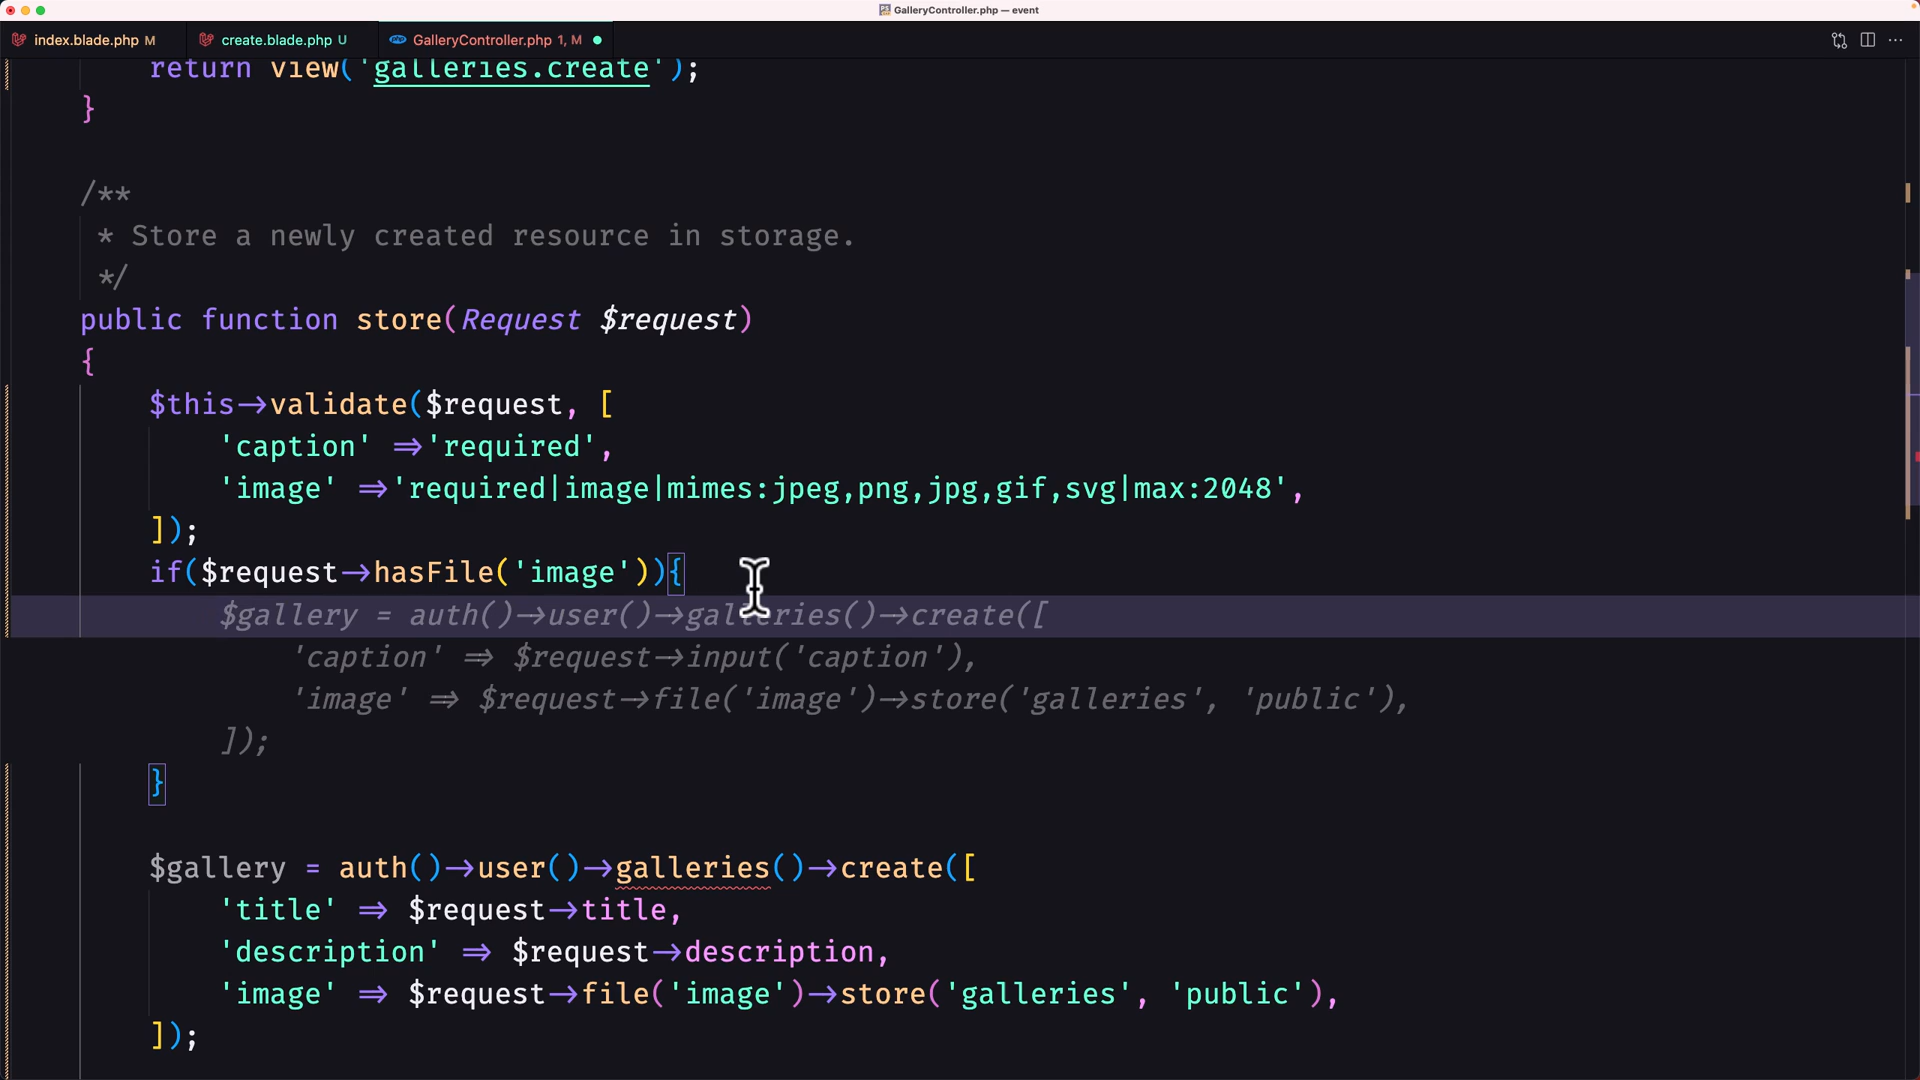 GalleryController.php — event
index.blade.php M create.blade.php U GalleryController.php 1, M
return view('galleries.create');
}
/**
* Store a newly created resource in storage.
*/
public function store(Request $request)
{
$this->validate($request, [
'caption' =>'required',
'image' =>'required|image|mimes:jpeg,png,jpg,gif,svg|max:2048',
]);
if($request->hasFile('image')){
$gallery = auth()->user()->galleries()->create([
'caption' => $request->input('caption'),
'image' => $request->file('image')->store('galleries', 'public'),
]);
}
$gallery = auth()->user()->galleries()->create([
'title' => $request->title,
'description' => $request->description,
'image' => $request->file('image')->store('galleries', 'public'),
]);